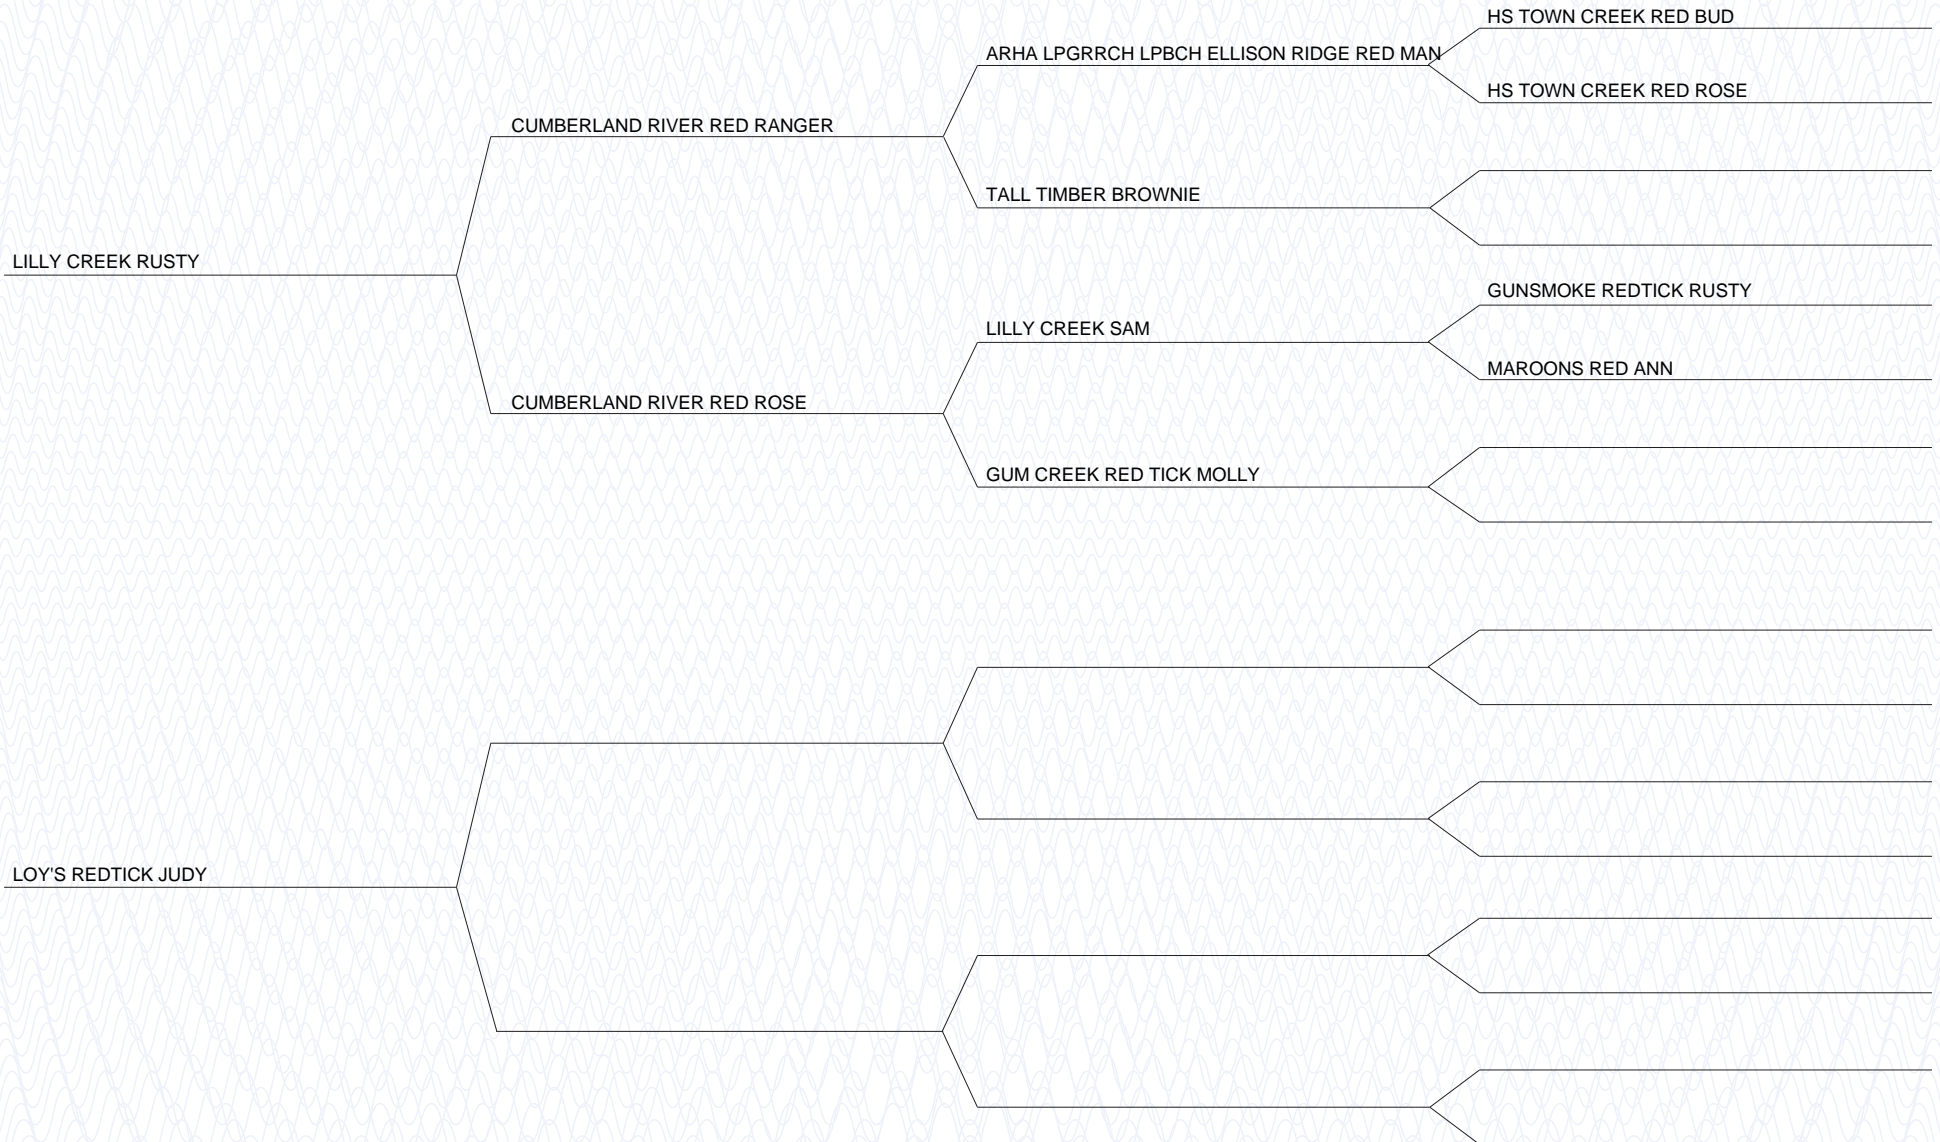 HS TOWN CREEK RED BUD
ARHA LPGRRCH LPBCH ELLISON RIDGE RED MAN
HS TOWN CREEK RED ROSE
CUMBERLAND RIVER RED RANGER
TALL TIMBER BROWNIE
LILLY CREEK RUSTY
GUNSMOKE REDTICK RUSTY
LILLY CREEK SAM
MAROONS RED ANN
CUMBERLAND RIVER RED ROSE
GUM CREEK RED TICK MOLLY
LOY'S REDTICK JUDY